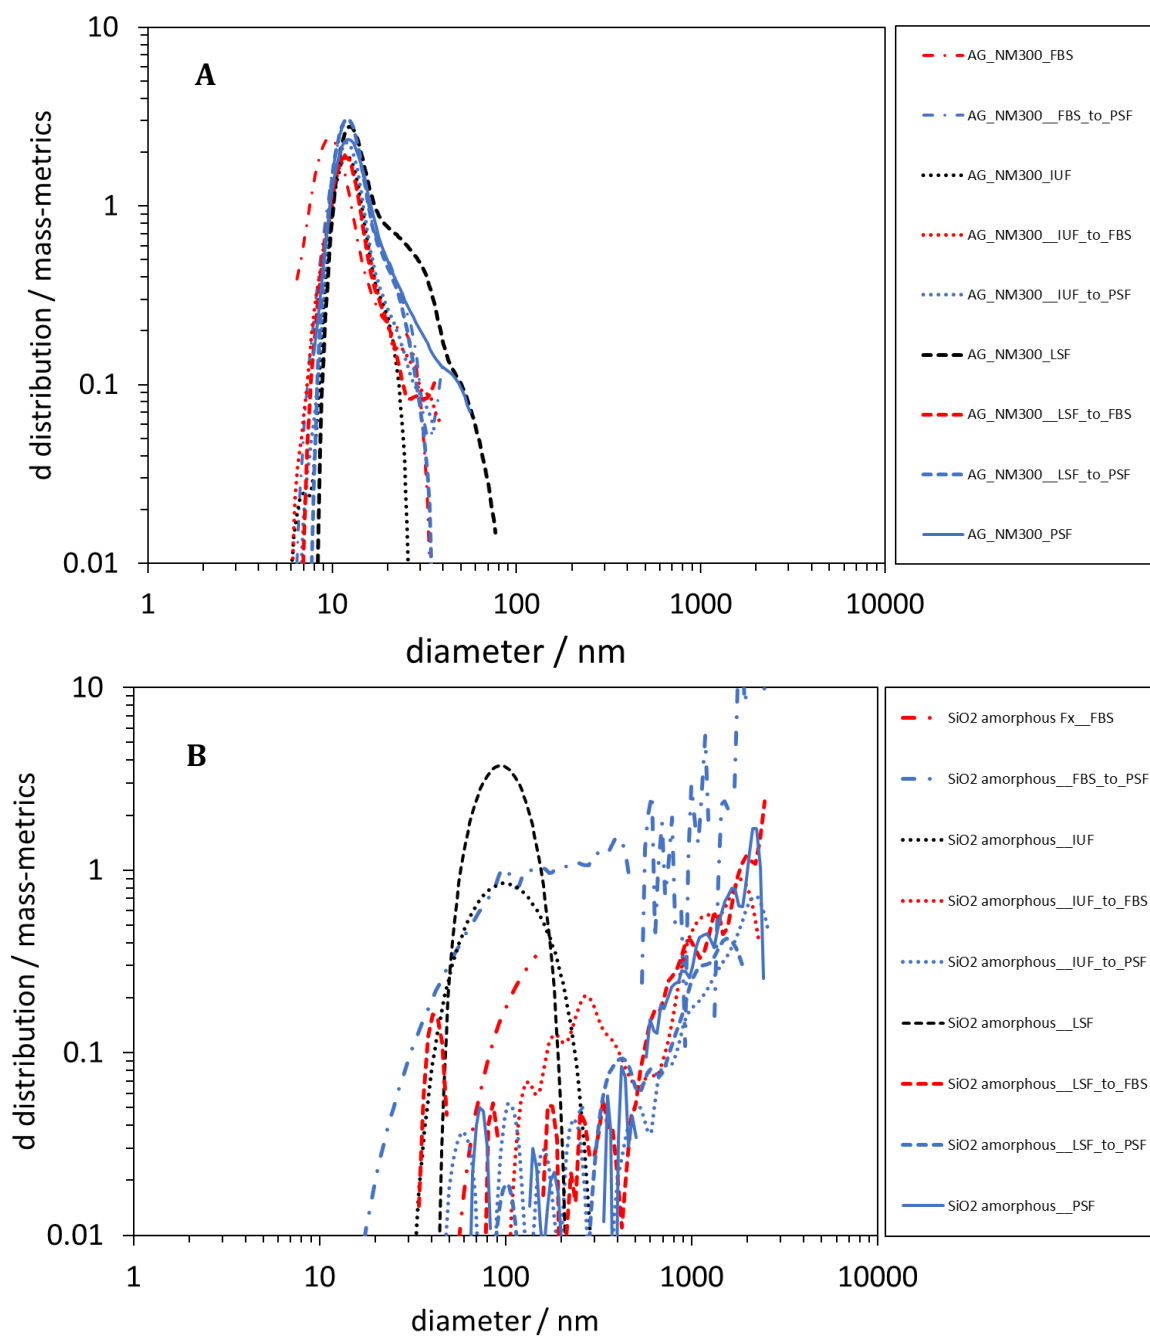 10
1
0.1
0.01
d distribution / mass-metrics
A
1 10 100 1000 10000
diameter / nm
AG_NM300_FBS
AG_NM300__FBS_to_PSF
AG_NM300_IUF
AG_NM300__IUF_to_FBS
AG_NM300__IUF_to_PSF
AG_NM300_LSF
AG_NM300__LSF_to_FBS
AG_NM300__LSF_to_PSF
AG_NM300_PSF
10
1
0.1
0.01
d distribution / mass-metrics
B
1 10 100 1000 10000
diameter / nm
SiO2 amorphous Fx__FBS
SiO2 amorphous__FBS_to_PSF
SiO2 amorphous__IUF
SiO2 amorphous__IUF_to_FBS
SiO2 amorphous__IUF_to_PSF
SiO2 amorphous__LSF
SiO2 amorphous__LSF_to_FBS
SiO2 amorphous__LSF_to_PSF
SiO2 amorphous__PSF